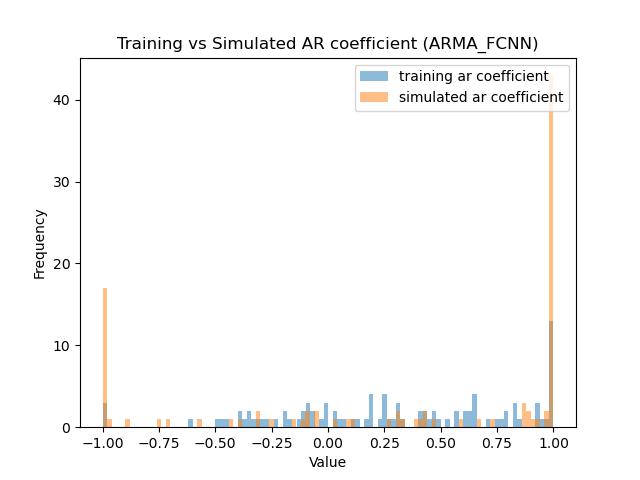 Training vs Simulated AR coefficient (ARMA_FCNN)
training ar coefficient
simulated ar coefficient
40
30
20
10
0
Frequency
−1.00 −0.75 −0.50 −0.25 0.00 0.25 0.50 0.75 1.00
Value